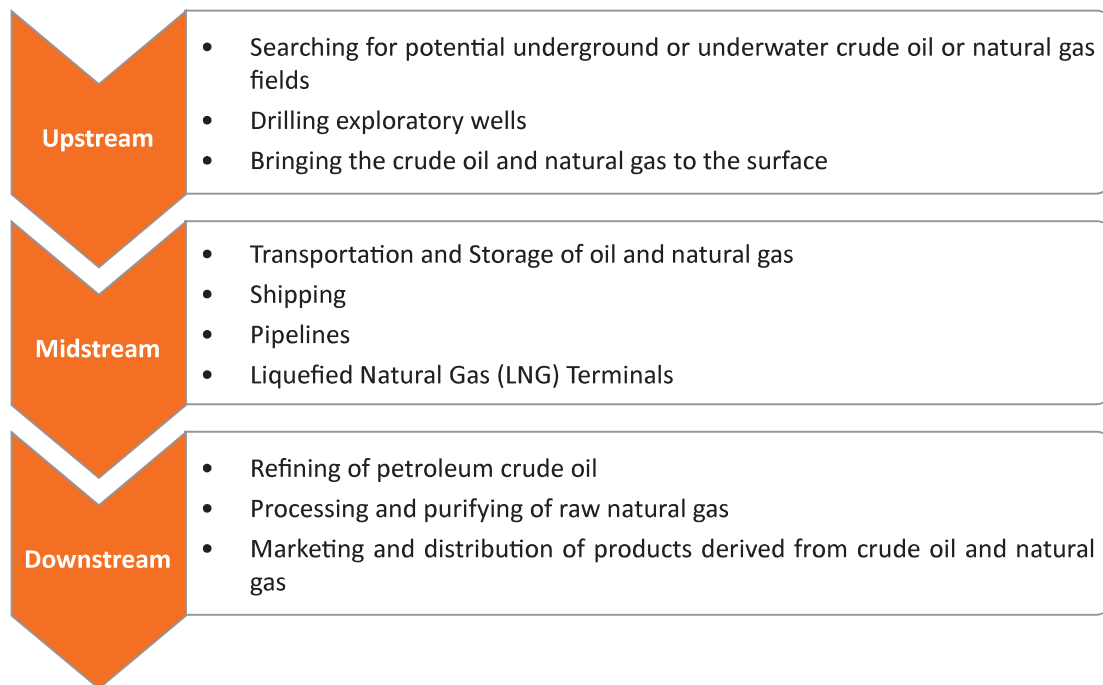 Upstream
• Searching for potential underground or underwater crude oil or natural gas
fields
• Drilling exploratory wells
• Bringing the crude oil and natural gas to the surface
Midstream
• Transportation and Storage of oil and natural gas
• Shipping
• Pipelines
• Liquefied Natural Gas (LNG) Terminals
Downstream
• Refining of petroleum crude oil
• Processing and purifying of raw natural gas
• Marketing and distribution of products derived from crude oil and natural
gas